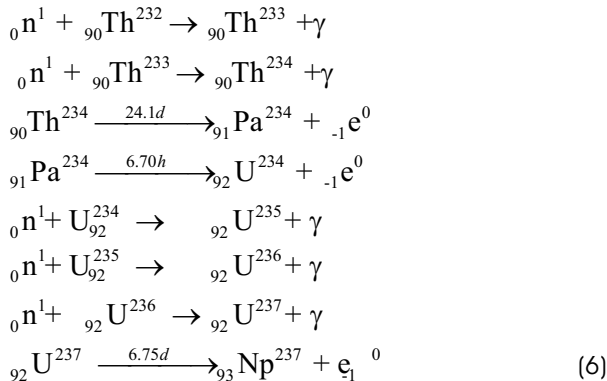 ₀n¹ + ₉₀Th²³² → ₉₀Th²³³ +γ
₀n¹ + ₉₀Th²³³ → ₉₀Th²³⁴ +γ
₉₀Th²³⁴ —24.1d→ ₉₁Pa²³⁴ + ₋₁e⁰
₉₁Pa²³⁴ —6.70h→ ₉₂U²³⁴ + ₋₁e⁰
₀n¹+ U₉₂²³⁴ → ₉₂U²³⁵+ γ
₀n¹+ U₉₂²³⁵ → ₉₂U²³⁶+ γ
₀n¹+ ₉₂U²³⁶ → ₉₂U²³⁷+ γ
₉₂U²³⁷ —6.75d→ ₉₃Np²³⁷ + e₋₁⁰ (6)